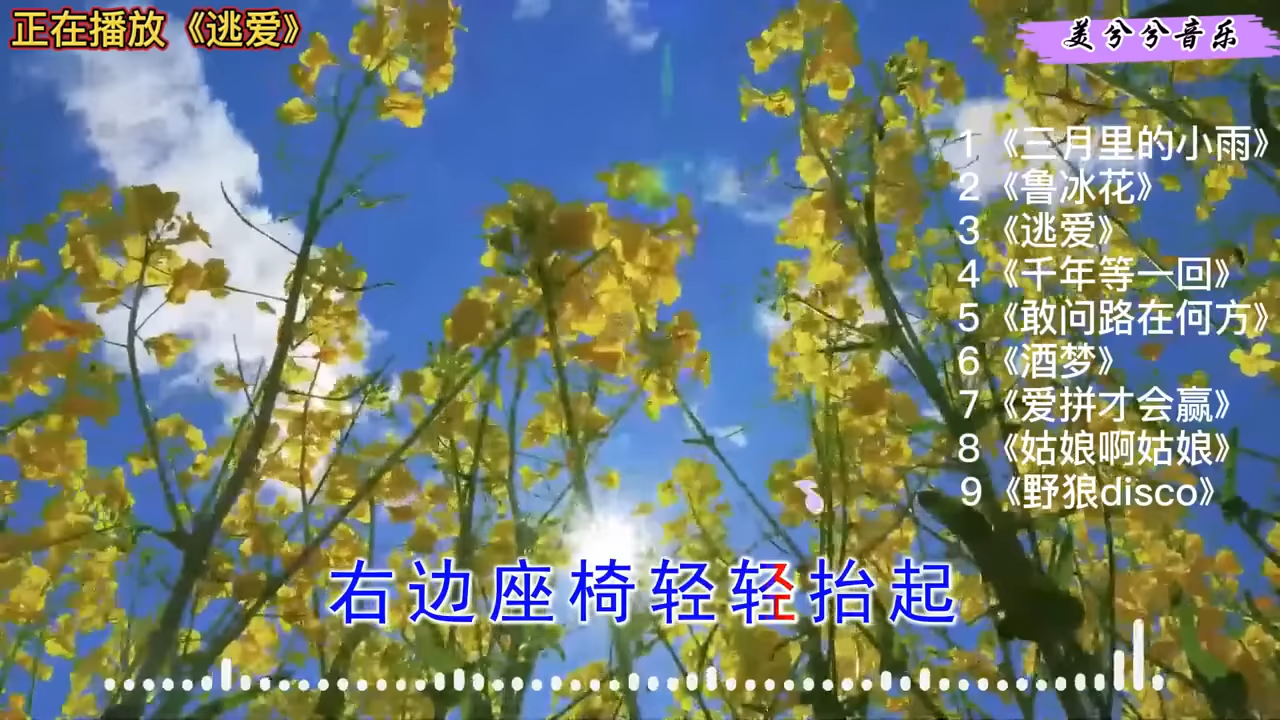 正在播放《逃爱》
美兮兮音乐
1《三月里的小雨》
2《鲁冰花》
3《逃爱》
4《千年等一回》
5《敢问路在何方》
6《酒梦》
7《爱拼才会赢》
8《姑娘啊姑娘》
9《野狼disco》
右边座椅轻轻抬起